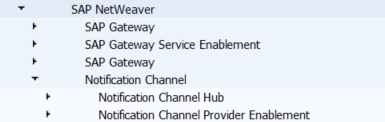 SAP NetWeaver
SAP Gateway
SAP Gateway Service Enablement
SAP Gateway
Notification Channel
Notification Channel Hub
Notification Channel Provider Enablement